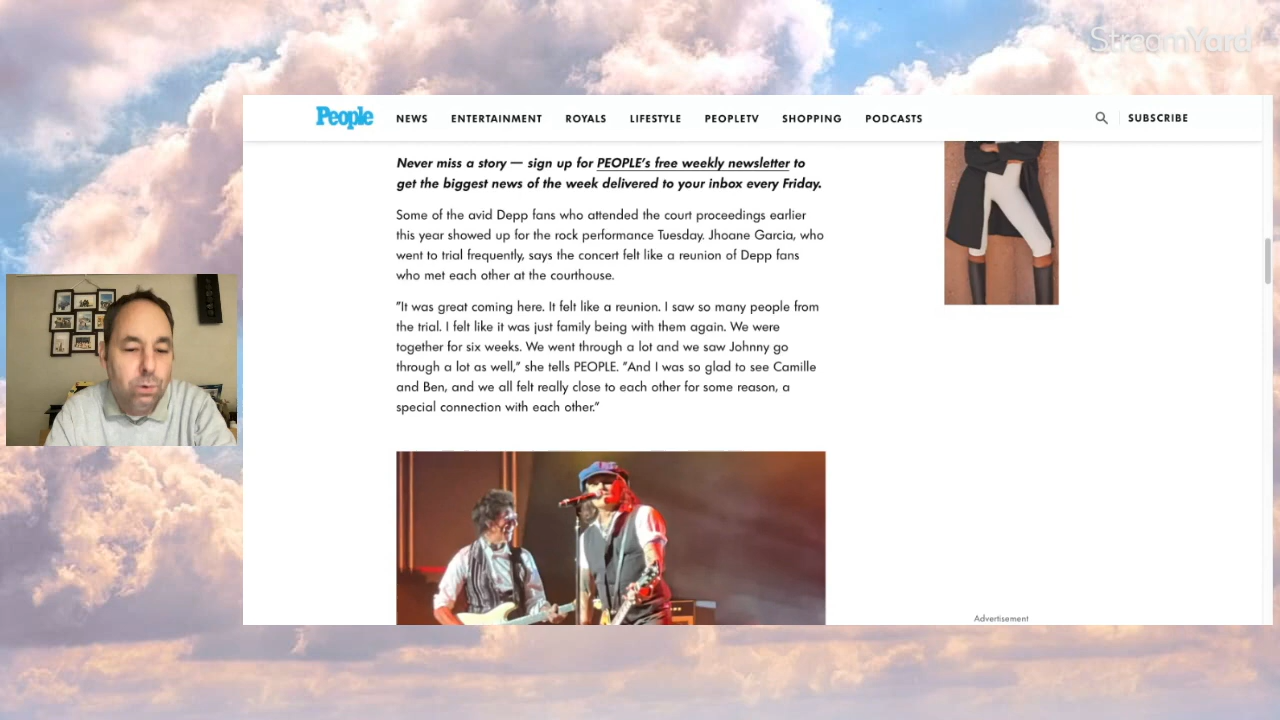 StreamYard
People NEWS ENTERTAINMENT ROYALS LIFESTYLE PEOPLETV SHOPPING PODCASTS SUBSCRIBE
Never miss a story — sign up for PEOPLE's free weekly newsletter to
get the biggest news of the week delivered to your inbox every Friday.
Some of the avid Depp fans who attended the court proceedings earlier
this year showed up for the rock performance Tuesday. Jhoane Garcia, who
went to trial frequently, says the concert felt like a reunion of Depp fans
who met each other at the courthouse.
"It was great coming here. It felt like a reunion. I saw so many people from
the trial. I felt like it was just family being with them again. We were
together for six weeks. We went through a lot and we saw Johnny go
through a lot as well," she tells PEOPLE. "And I was so glad to see Camille
and Ben, and we all felt really close to each other for some reason, a
special connection with each other."
Advertisement